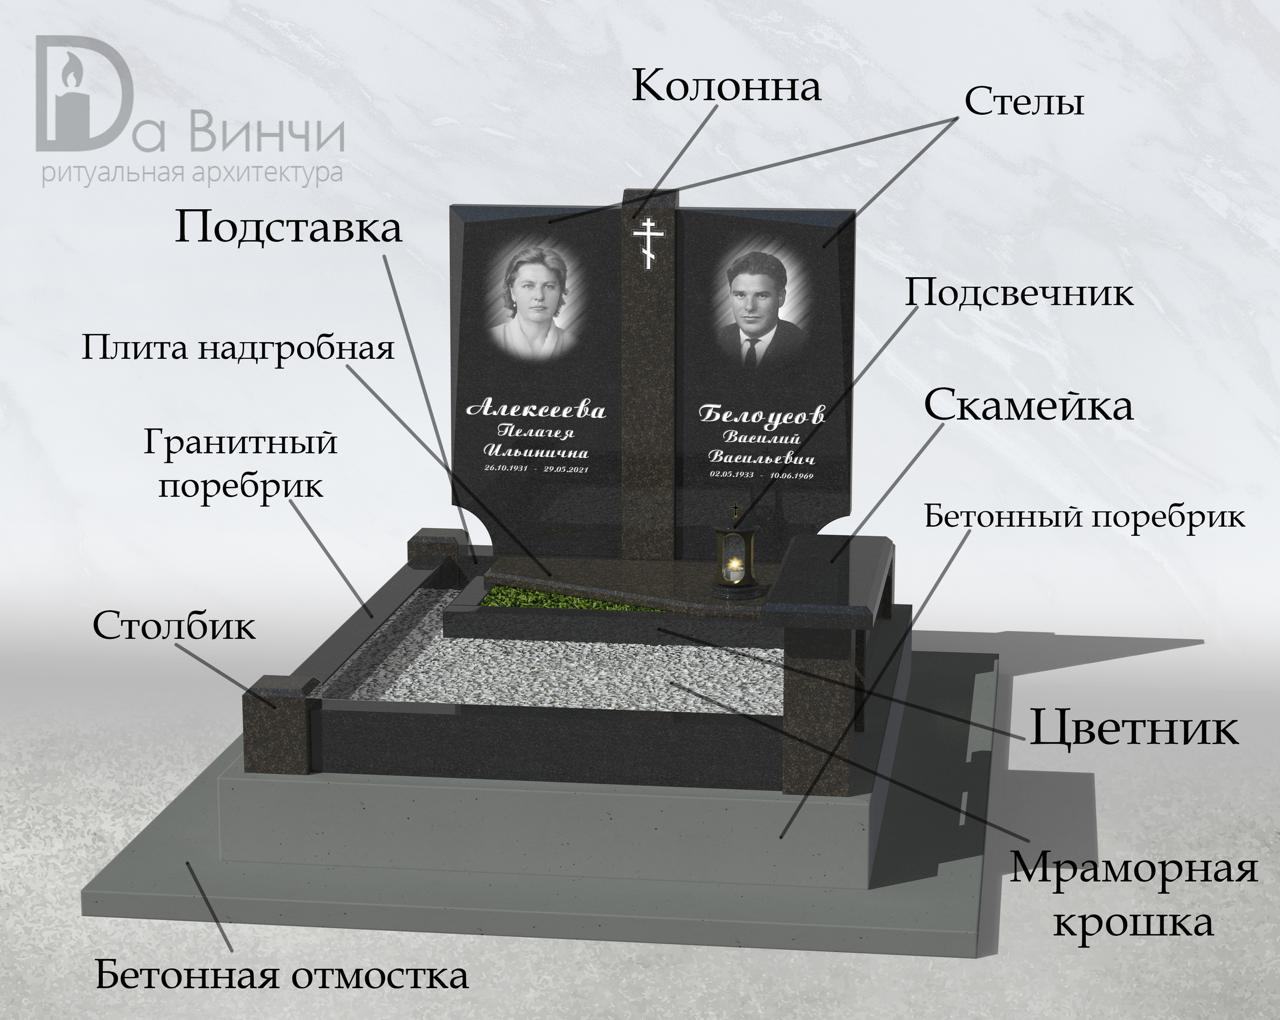 Da Винчи
ритуальная архитектура
Колонна
Стелы
Подставка
Подсвечник
Плита надгробная
Скамейка
Гранитный
поребрик
Бетонный поребрик
Столбик
Алексеева
Пелагея
Ильинична
26.10.1931 - 29.05.2021
Белоусов
Василий
Васильевич
02.05.1933 - 10.06.1969
Цветник
Мраморная
крошка
Бетонная отмостка